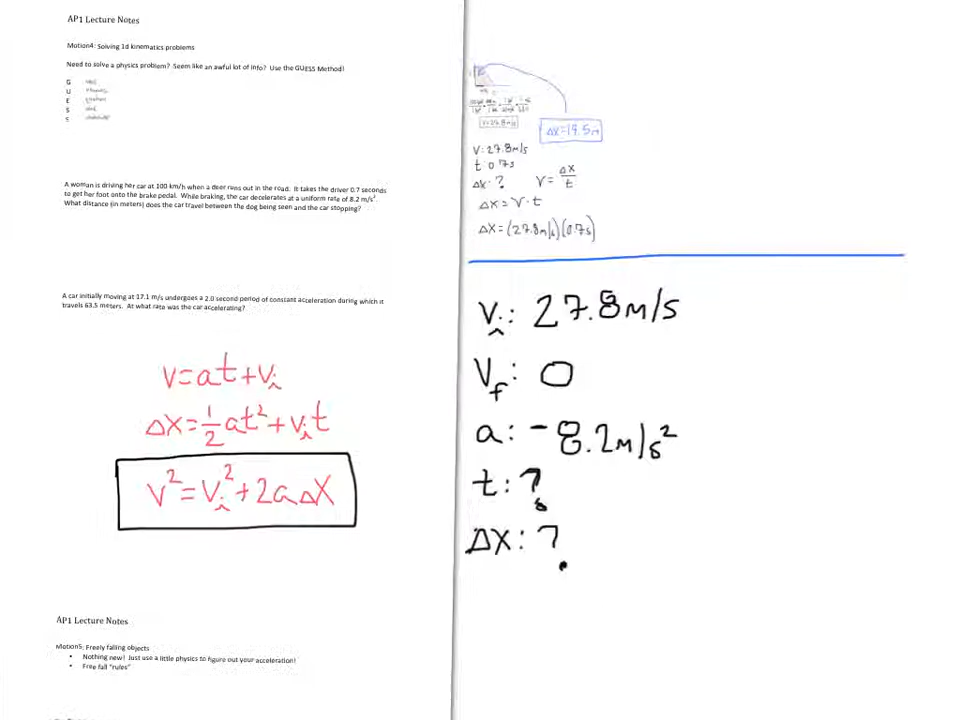 AP1 Lecture Notes
Motion4: Solving 1d kinematics problems
Need to solve a physics problem? Seem like an awful lot of info? Use the GUESS Method!
G
U
E
S
S
A woman is driving her car at 100 km/h when a deer runs out in the road. It takes the driver 0.7 seconds
to get her foot onto the brake pedal. While braking, the car decelerates at a uniform rate of 8.2 m/s².
What distance (in meters) does the car travel between the dog being seen and the car stopping?
A car initially moving at 17.1 m/s undergoes a 2.0 second period of constant acceleration during which it
travels 63.5 meters. At what rate was the car accelerating?
V=at+Vi
ΔX=½at²+Vit
V²=Vi²+2aΔX
AP1 Lecture Notes
Motion5: Freely falling objects
• Nothing new! Just use a little physics to figure out your acceleration!
• Free fall "rules"
ΔX=19.5m
V: 27.8m/s
t: 0.7s
Δx: ?
V=ΔX/t
ΔX=V·t
ΔX=(27.8m/s)(0.7s)
Vi: 27.8m/s
Vf: 0
a: -8.2m/s²
t: ?
ΔX: ?